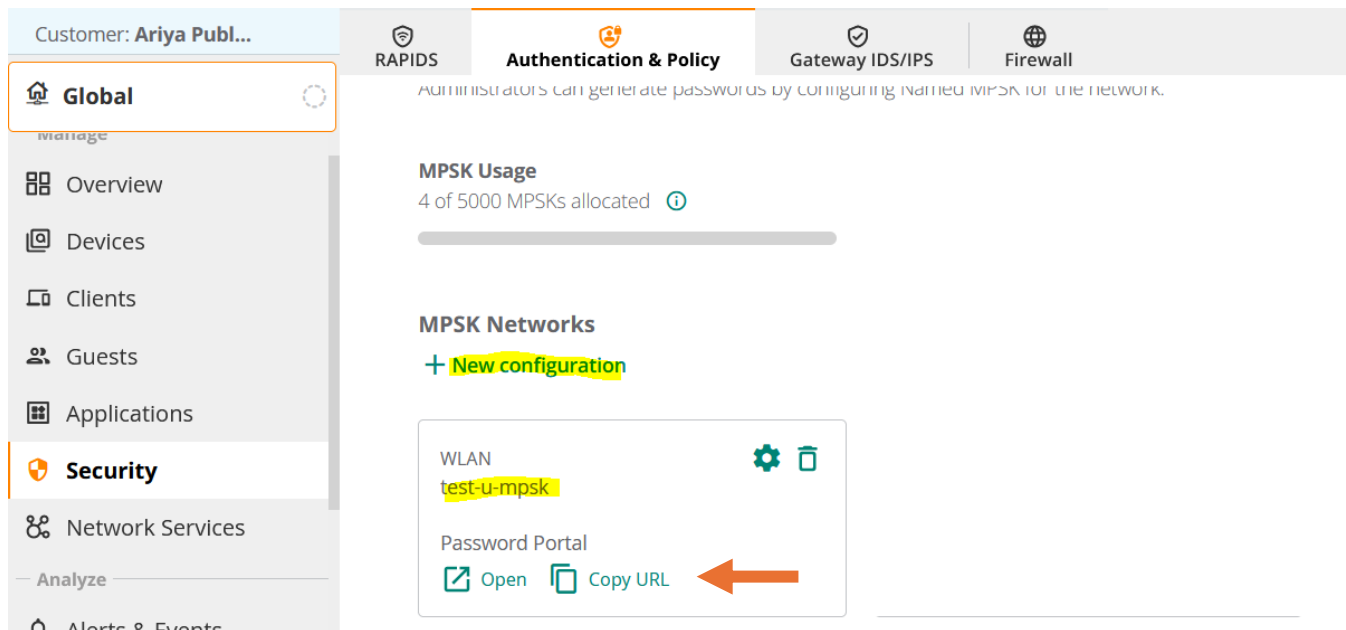 Customer: Ariya Publ...
Global
Manage
Overview
Devices
Clients
Guests
Applications
Security
Network Services
Analyze
Alerts & Events
RAPIDS
Authentication & Policy
Gateway IDS/IPS
Firewall
Administrators can generate passwords by configuring Named MPSK for the network.
MPSK Usage
4 of 5000 MPSKs allocated
MPSK Networks
New configuration
WLAN
test-u-mpsk
Password Portal
Open Copy URL